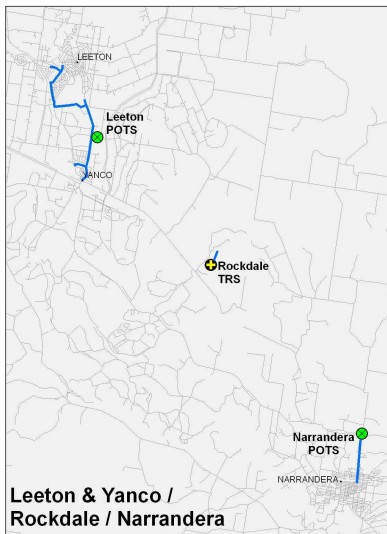 LEETON
Leeton
POTS
YANCO
Rockdale
TRS
Narrandera
POTS
NARRANDERA
Leeton & Yanco /
Rockdale / Narrandera